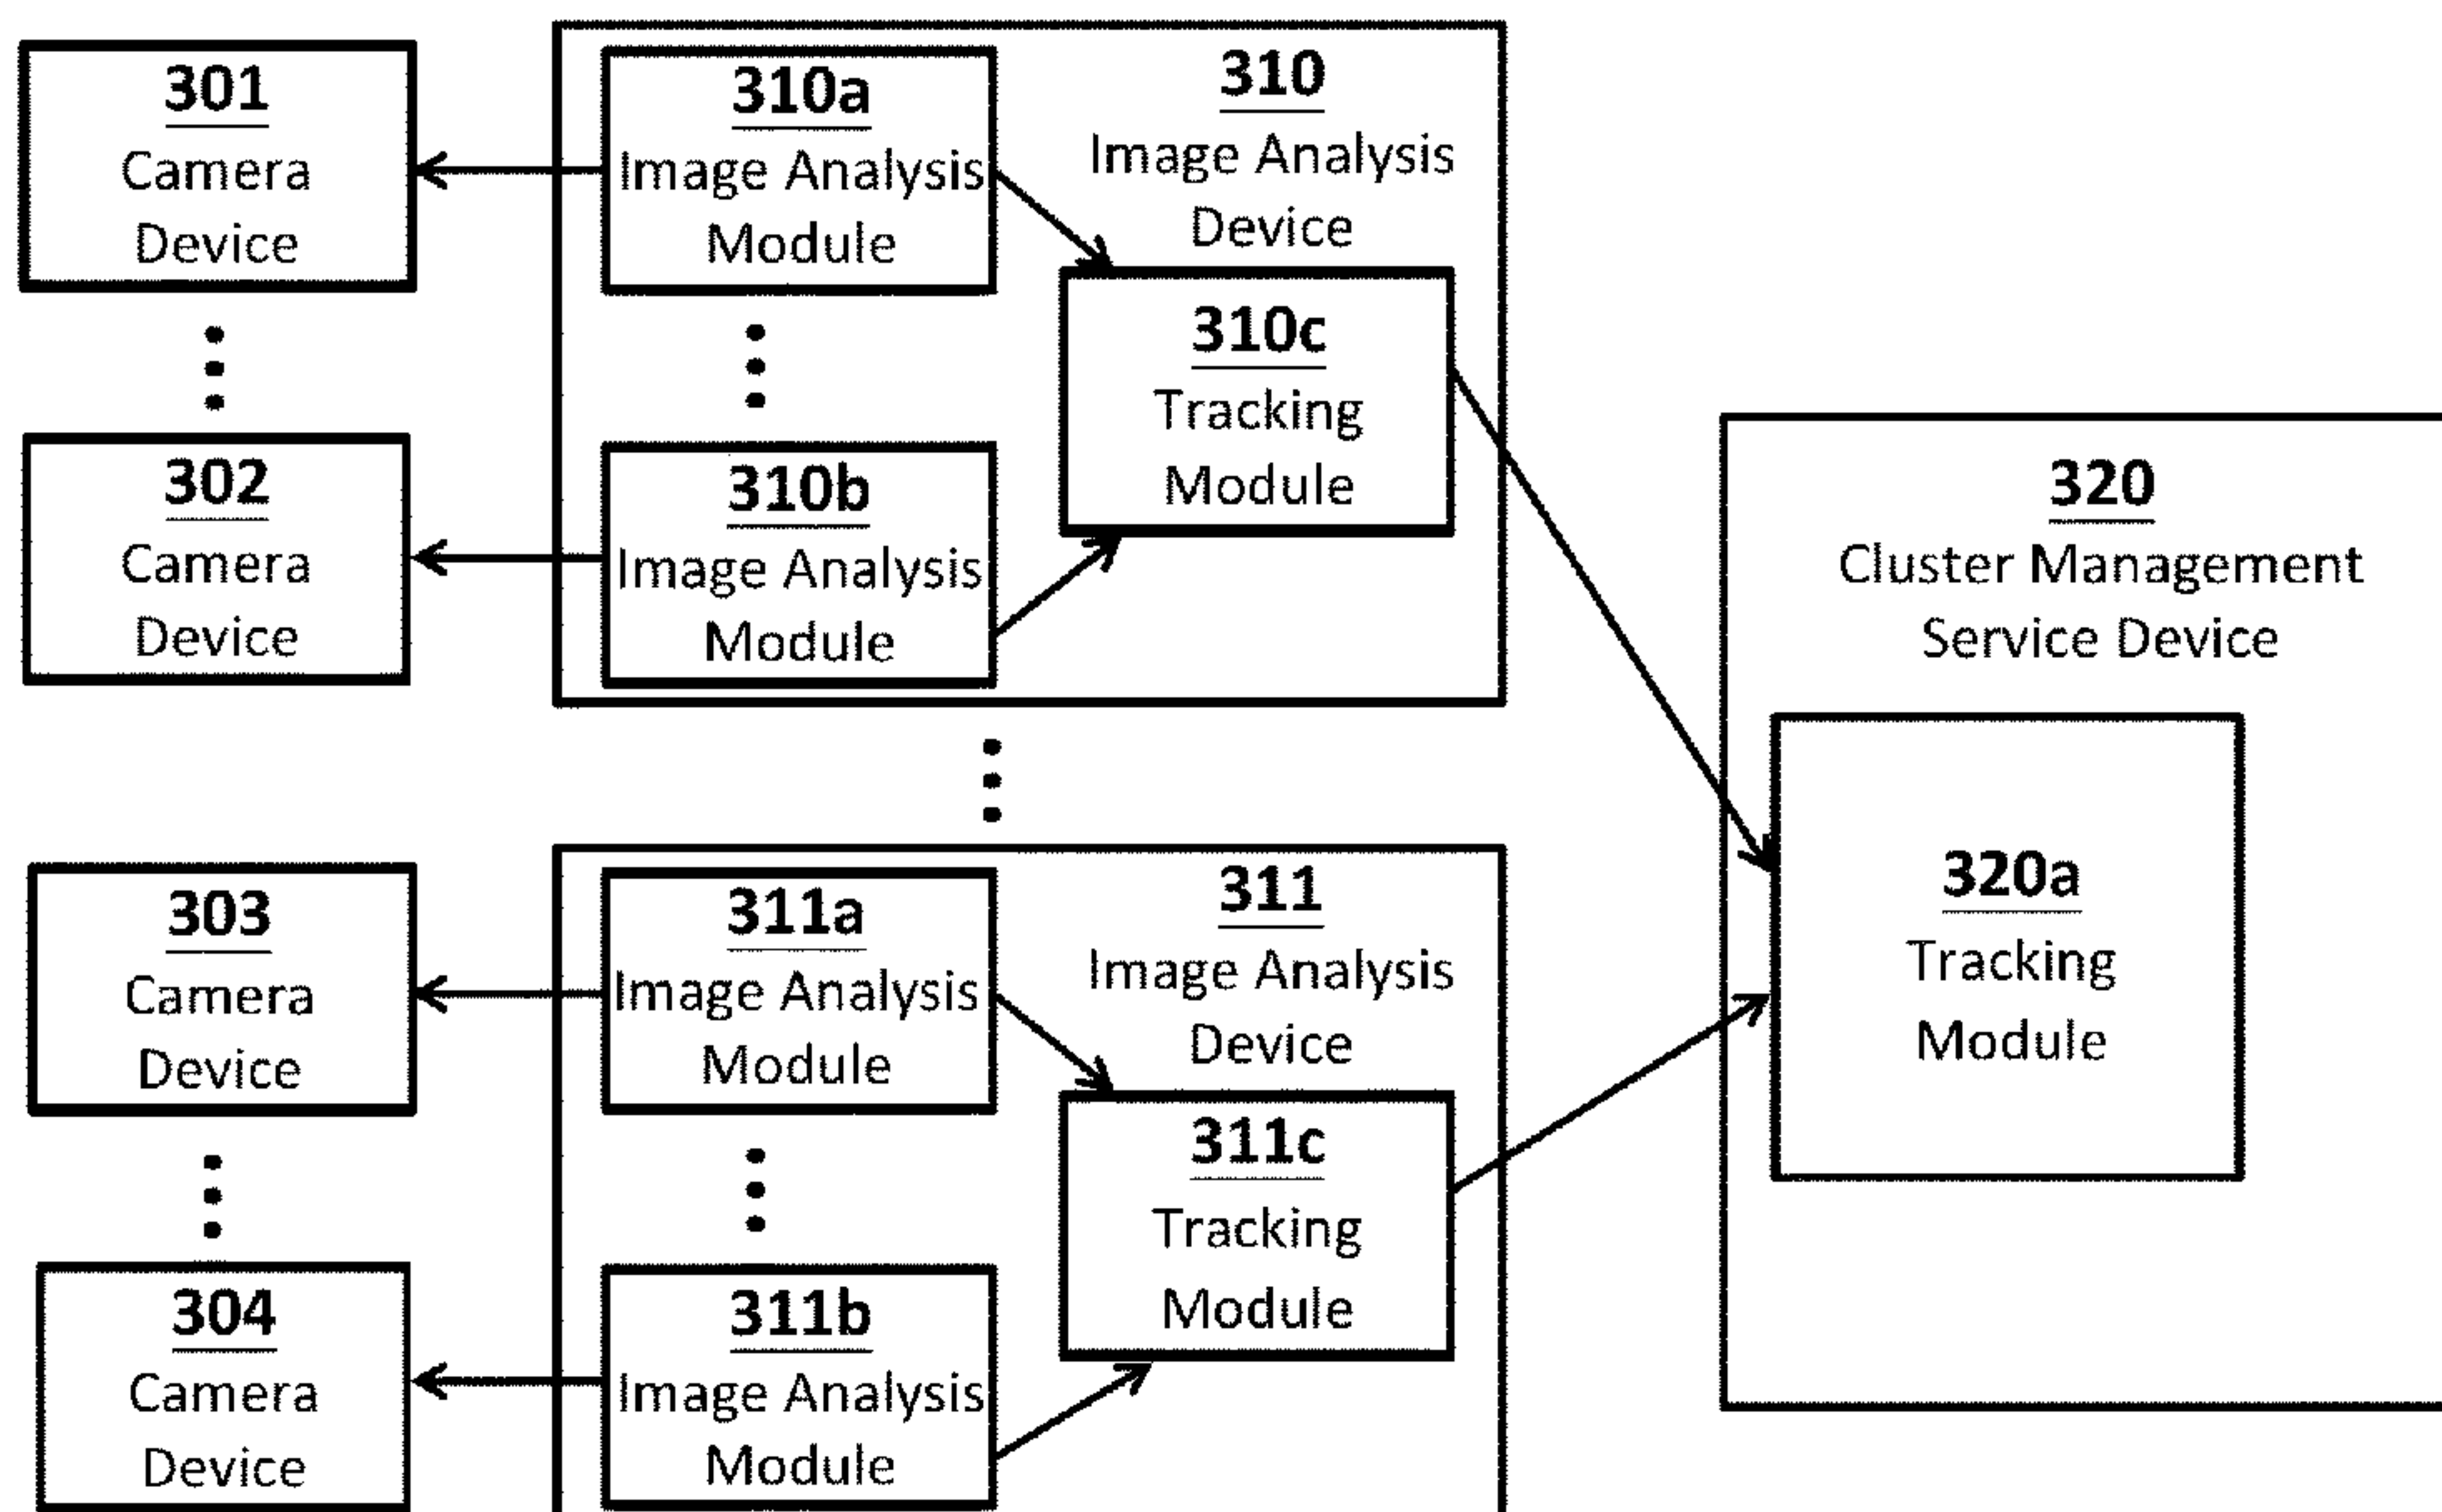 301
Camera
Device
302
Camera
Device
303
Camera
Device
304
Camera
Device
310a
Image Analysis
Module
310b
Image Analysis
Module
310
Image Analysis
Device
310c
Tracking
Module
311a
Image Analysis
Module
311b
Image Analysis
Module
311
Image Analysis
Device
311c
Tracking
Module
320
Cluster Management
Service Device
320a
Tracking
Module